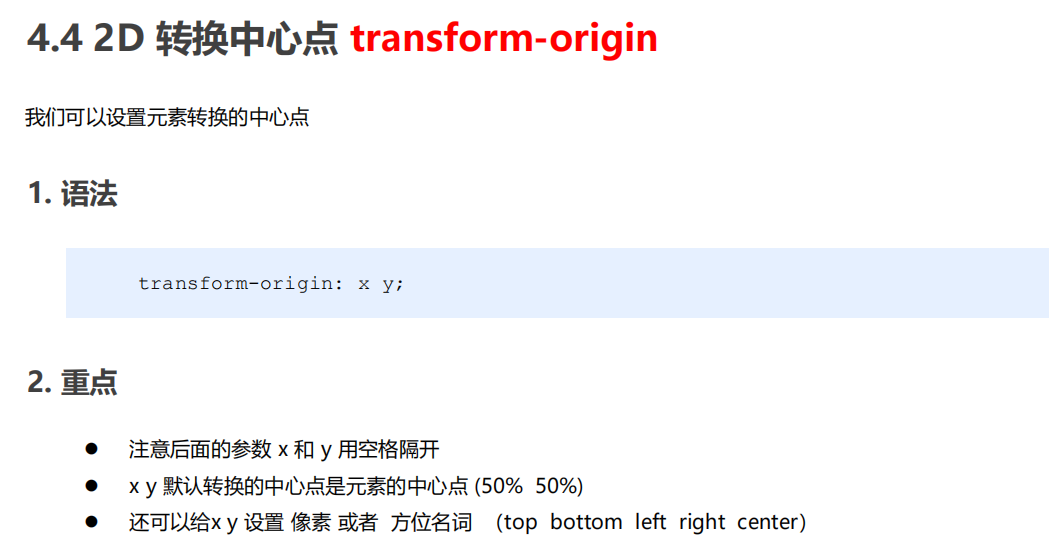 4.4 2D 转换中心点 transform-origin
我们可以设置元素转换的中心点
1. 语法
transform-origin: x y;
2. 重点
● 注意后面的参数 x 和 y 用空格隔开
● x y 默认转换的中心点是元素的中心点 (50% 50%)
● 还可以给x y 设置 像素 或者 方位名词 （top bottom left right center）